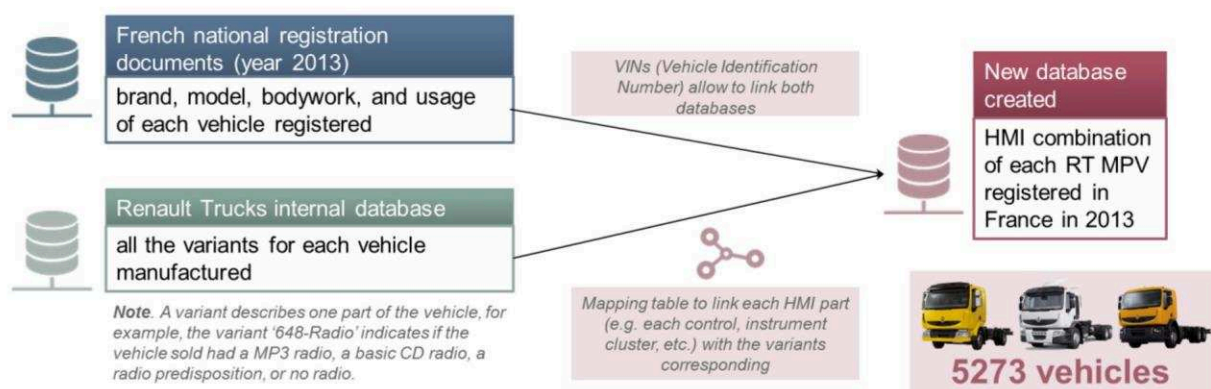 French national registration
documents (year 2013)
brand, model, bodywork, and usage
of each vehicle registered
VINs (Vehicle Identification
Number) allow to link both
databases
New database
created
HMI combination
of each RT MPV
registered in
France in 2013
Renault Trucks internal database
all the variants for each vehicle
manufactured
Note. A variant describes one part of the vehicle, for
example, the variant ‘648-Radio’ indicates if the
vehicle sold had a MP3 radio, a basic CD radio, a
radio predisposition, or no radio.
Mapping table to link each HMI part
(e.g. each control, instrument
cluster, etc.) with the variants
corresponding
5273 vehicles